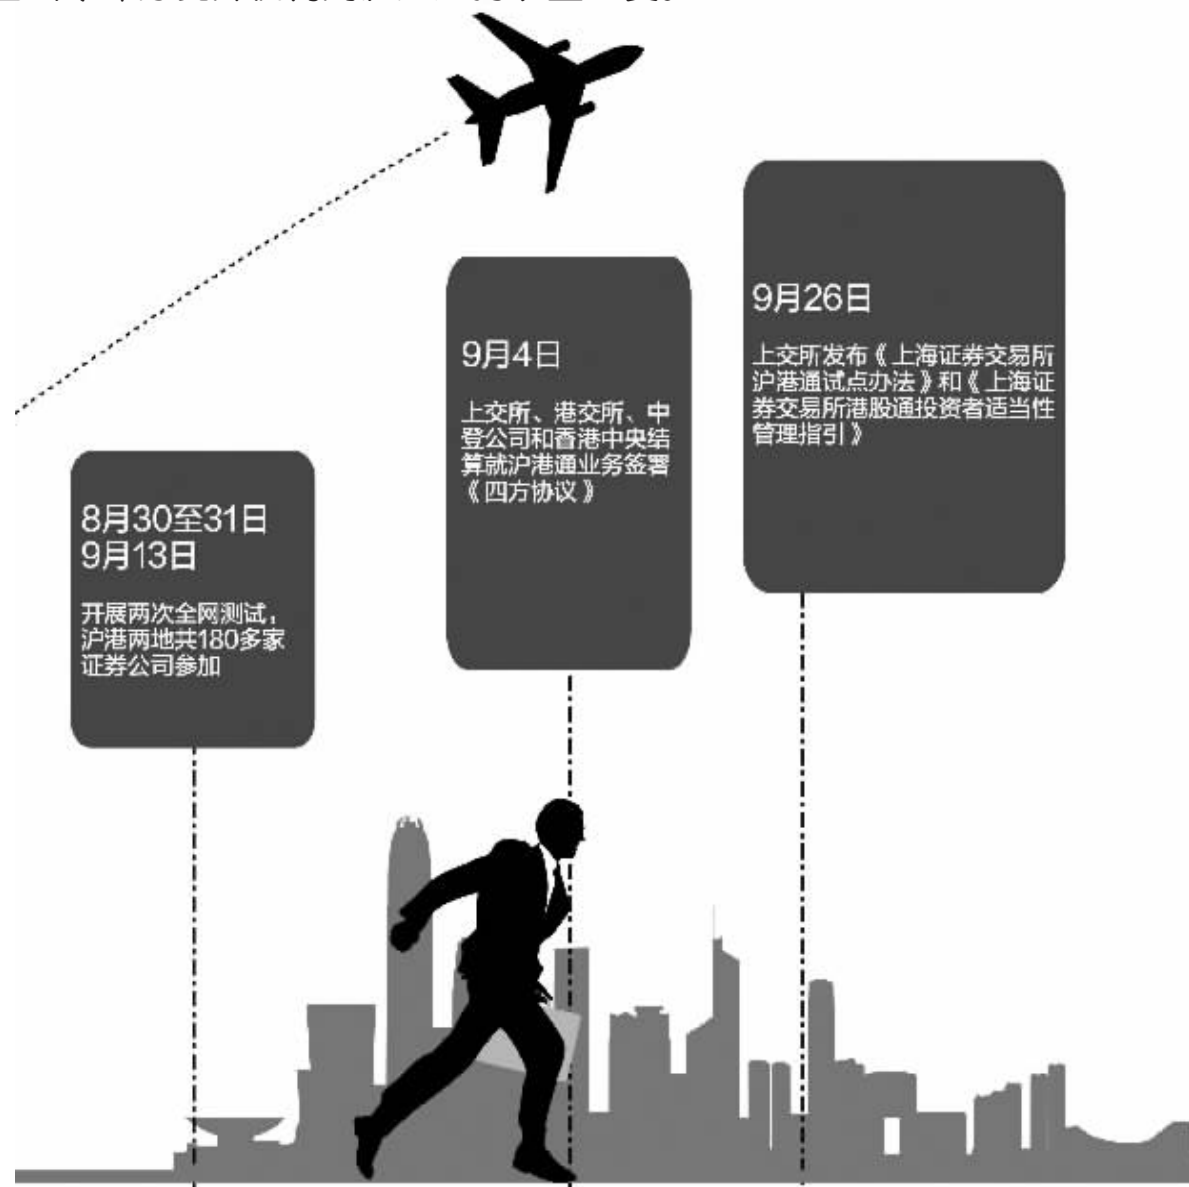 8月30至31日
9月13日
开展两次全网测试，
沪港两地共180多家
证券公司参加
9月4日
上交所、港交所、中
登公司和香港中央结
算就沪港通业务签署
《四方协议》
9月26日
上交所发布《上海证券交易所
沪港通试点办法》和《上海证
券交易所港股通投资者适当性
管理指引》